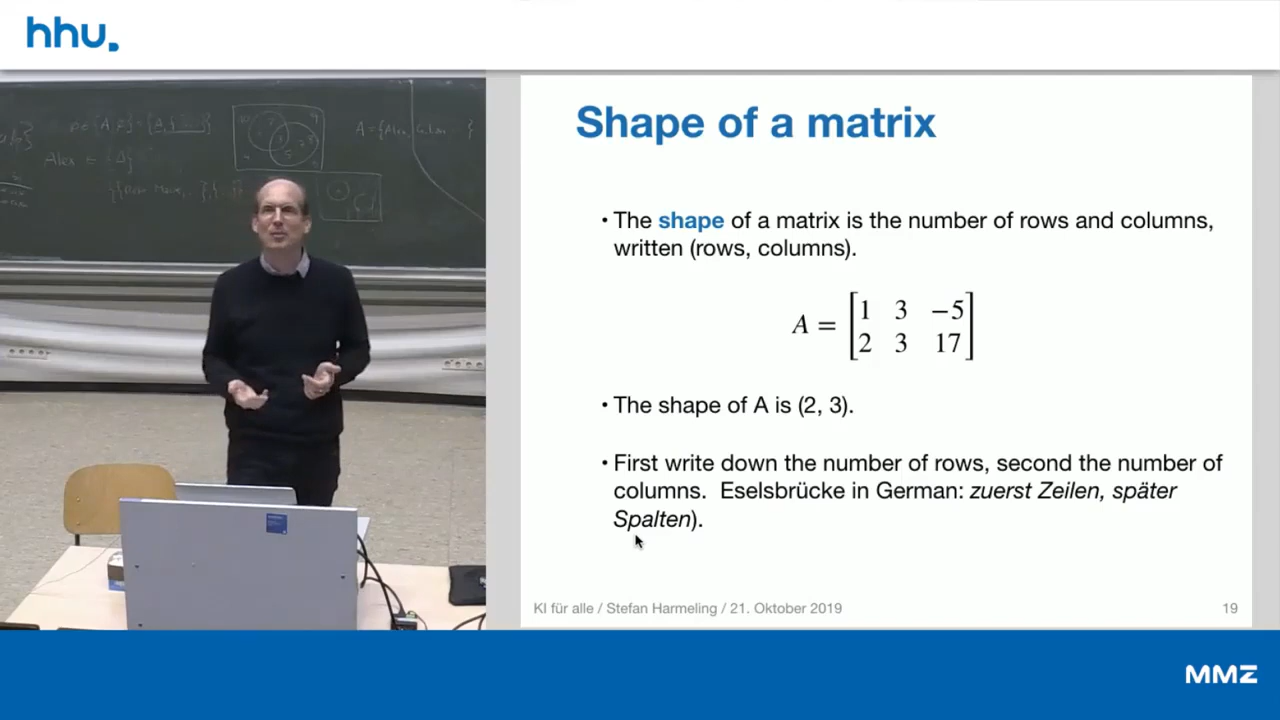 hhu.
Alex ∈
A = {Alex,
Shape of a matrix
• The shape of a matrix is the number of rows and columns,
written (rows, columns).
A = [1 3 −5
2 3 17]
• The shape of A is (2, 3).
• First write down the number of rows, second the number of
columns. Eselsbrücke in German: zuerst Zeilen, später
Spalten).
KI für alle / Stefan Harmeling / 21. Oktober 2019
19
MMZ